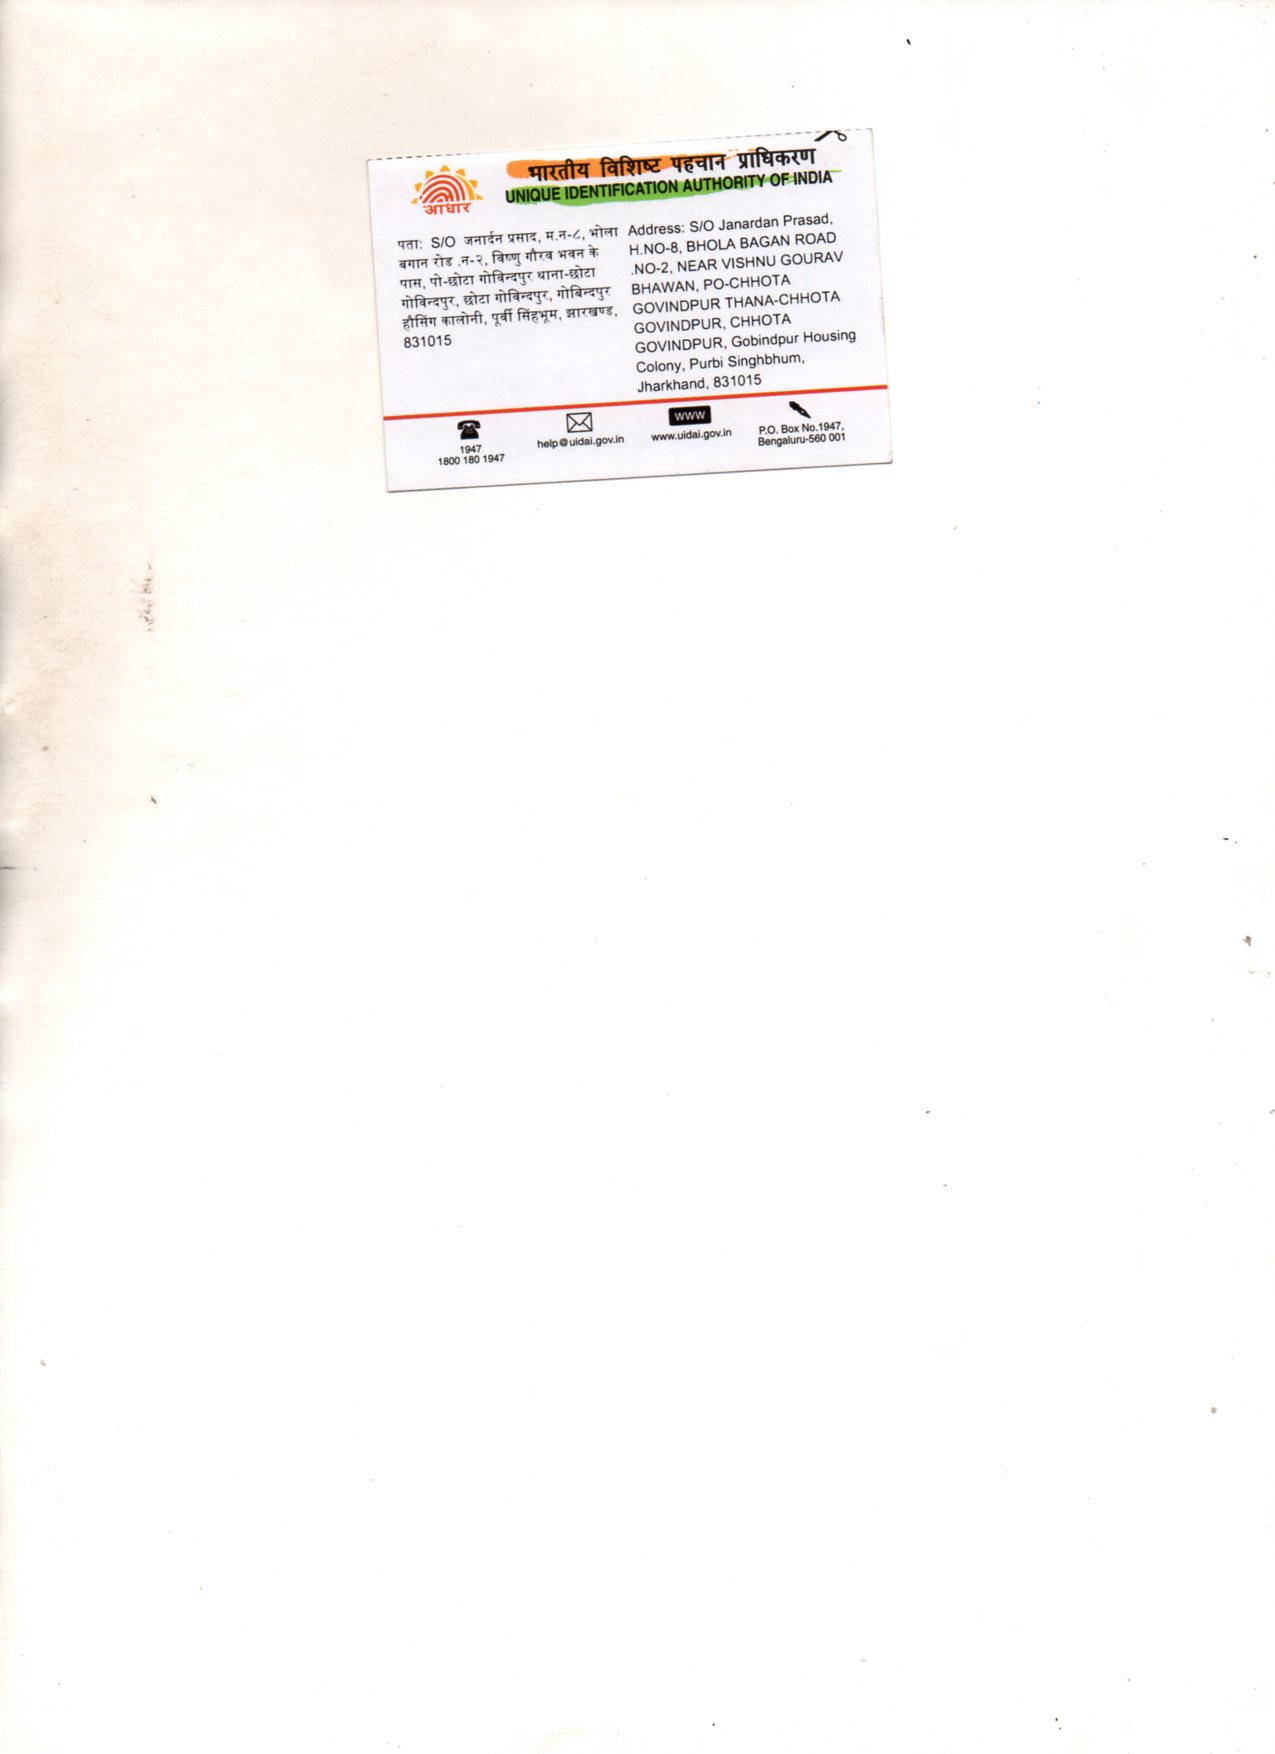 भारतीय विशिष्ट पहचान प्राधिकरण
UNIQUE IDENTIFICATION AUTHORITY OF INDIA
आधार
पता: S/O जनार्दन प्रसाद, म.न-८, भोला
बगान रोड .न-२, विष्णु गौरव भवन के
पास, पो-छोटा गोविन्दपुर थाना-छोटा
गोविन्दपुर, छोटा गोविन्दपुर, गोबिन्दपुर
हौसिंग कालोनी, पूर्वी सिंहभूम, झारखण्ड,
831015
Address: S/O Janardan Prasad,
H.NO-8, BHOLA BAGAN ROAD
.NO-2, NEAR VISHNU GOURAV
BHAWAN, PO-CHHOTA
GOVINDPUR THANA-CHHOTA
GOVINDPUR, CHHOTA
GOVINDPUR, Gobindpur Housing
Colony, Purbi Singhbhum,
Jharkhand, 831015
1947
1800 180 1947
help@uidai.gov.in
WWW
www.uidai.gov.in
P.O. Box No.1947,
Bengaluru-560 001